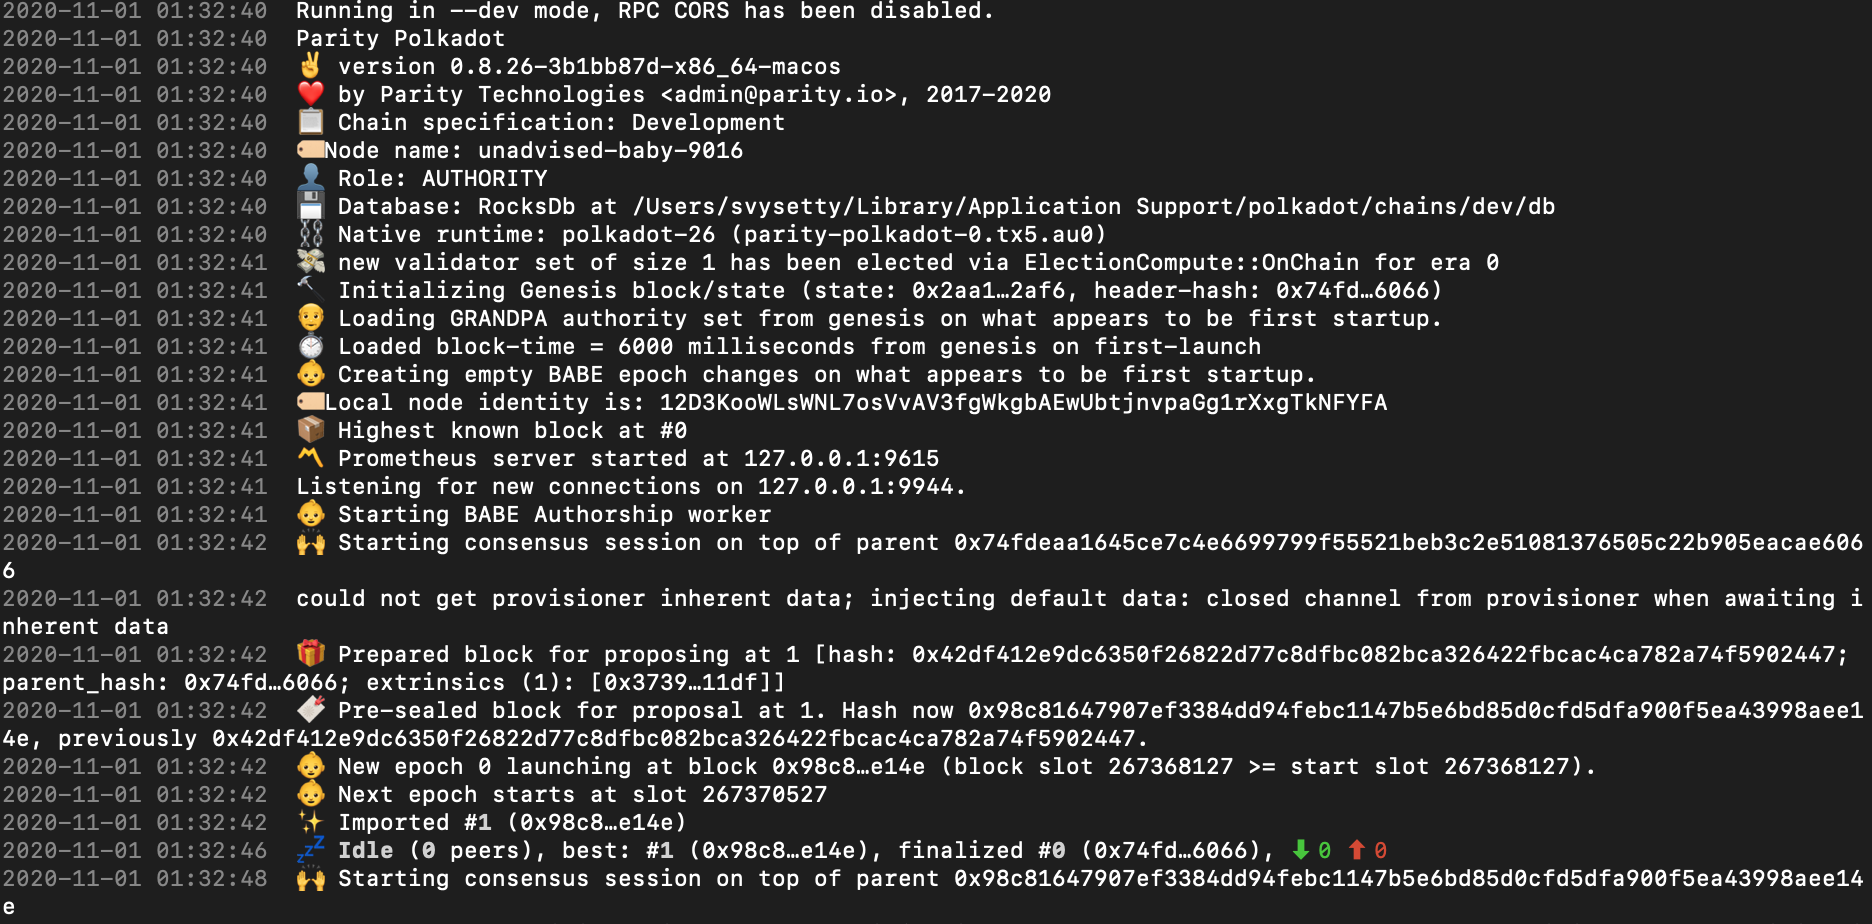 2020-11-01 01:32:40 Running in --dev mode, RPC CORS has been disabled.
2020-11-01 01:32:40 Parity Polkadot
2020-11-01 01:32:40 ✌️ version 0.8.26-3b1bb87d-x86_64-macos
2020-11-01 01:32:40 ❤️ by Parity Technologies <admin@parity.io>, 2017-2020
2020-11-01 01:32:40 📋 Chain specification: Development
2020-11-01 01:32:40 🏷 Node name: unadvised-baby-9016
2020-11-01 01:32:40 👤 Role: AUTHORITY
2020-11-01 01:32:40 💾 Database: RocksDb at /Users/svysetty/Library/Application Support/polkadot/chains/dev/db
2020-11-01 01:32:40 ⛓ Native runtime: polkadot-26 (parity-polkadot-0.tx5.au0)
2020-11-01 01:32:41 💸 new validator set of size 1 has been elected via ElectionCompute::OnChain for era 0
2020-11-01 01:32:41 🔨 Initializing Genesis block/state (state: 0x2aa1…2af6, header-hash: 0x74fd…6066)
2020-11-01 01:32:41 👴 Loading GRANDPA authority set from genesis on what appears to be first startup.
2020-11-01 01:32:41 ⏱ Loaded block-time = 6000 milliseconds from genesis on first-launch
2020-11-01 01:32:41 👶 Creating empty BABE epoch changes on what appears to be first startup.
2020-11-01 01:32:41 🏷 Local node identity is: 12D3KooWLsWNL7osVvAV3fgWkgbAEwUbtjnvpaGg1rXxgTkNFYFA
2020-11-01 01:32:41 📦 Highest known block at #0
2020-11-01 01:32:41 〽️ Prometheus server started at 127.0.0.1:9615
2020-11-01 01:32:41 Listening for new connections on 127.0.0.1:9944.
2020-11-01 01:32:41 👶 Starting BABE Authorship worker
2020-11-01 01:32:42 🙌 Starting consensus session on top of parent 0x74fdeaa1645ce7c4e6699799f55521beb3c2e51081376505c22b905eacae606
6
2020-11-01 01:32:42 could not get provisioner inherent data; injecting default data: closed channel from provisioner when awaiting i
nherent data
2020-11-01 01:32:42 🎁 Prepared block for proposing at 1 [hash: 0x42df412e9dc6350f26822d77c8dfbc082bca326422fbcac4ca782a74f5902447;
parent_hash: 0x74fd…6066; extrinsics (1): [0x3739…11df]]
2020-11-01 01:32:42 🔖 Pre-sealed block for proposal at 1. Hash now 0x98c81647907ef3384dd94febc1147b5e6bd85d0cfd5dfa900f5ea43998aee1
4e, previously 0x42df412e9dc6350f26822d77c8dfbc082bca326422fbcac4ca782a74f5902447.
2020-11-01 01:32:42 👶 New epoch 0 launching at block 0x98c8…e14e (block slot 267368127 >= start slot 267368127).
2020-11-01 01:32:42 👶 Next epoch starts at slot 267370527
2020-11-01 01:32:42 ✨ Imported #1 (0x98c8…e14e)
2020-11-01 01:32:46 💤 Idle (0 peers), best: #1 (0x98c8…e14e), finalized #0 (0x74fd…6066), ⬇ 0 ⬆ 0
2020-11-01 01:32:48 🙌 Starting consensus session on top of parent 0x98c81647907ef3384dd94febc1147b5e6bd85d0cfd5dfa900f5ea43998aee14
e